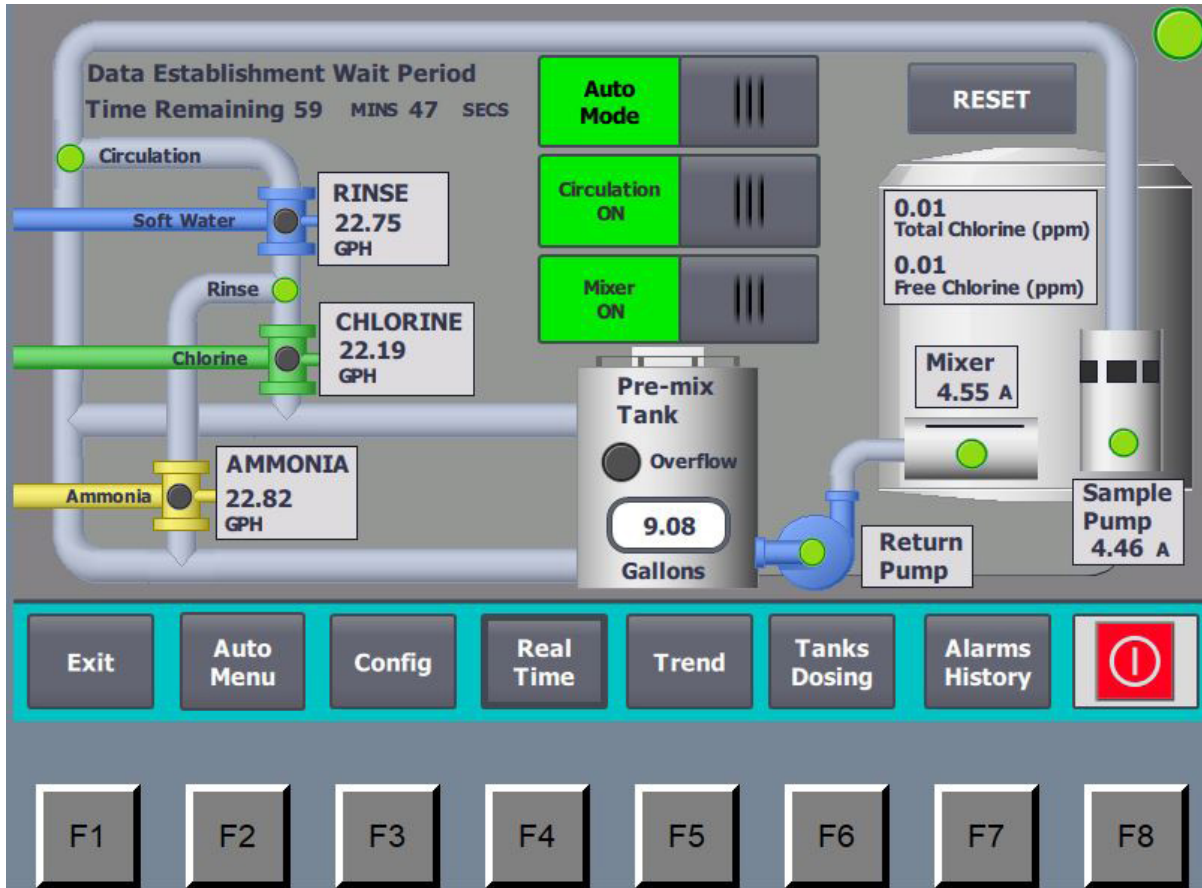 Data Establishment Wait Period
Time Remaining 59 MINS 47 SECS
Auto
Mode
RESET
Circulation
Circulation
ON
RINSE
22.75
GPH
Soft Water
0.01
Total Chlorine (ppm)
0.01
Free Chlorine (ppm)
Rinse
Mixer
ON
CHLORINE
22.19
GPH
Chlorine
Pre-mix
Tank
Mixer
4.55 A
AMMONIA
22.82
GPH
Ammonia
Overflow
9.08
Gallons
Return
Pump
Sample
Pump
4.46 A
Exit
Auto
Menu
Config
Real
Time
Trend
Tanks
Dosing
Alarms
History
F1
F2
F3
F4
F5
F6
F7
F8